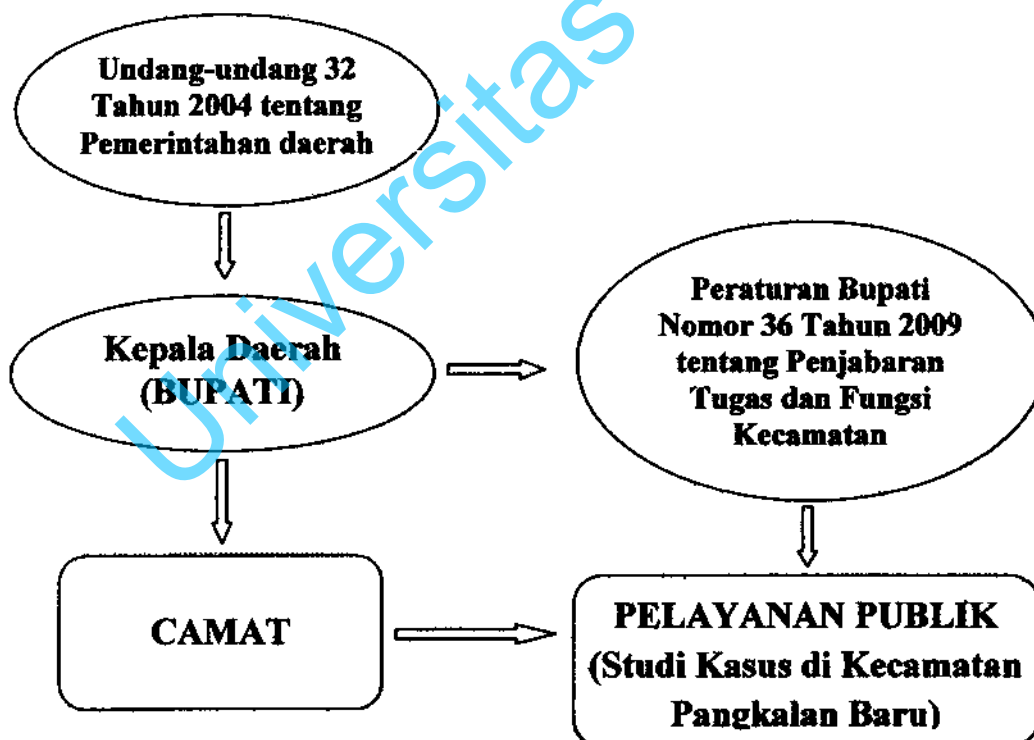 Undang-undang 32
Tahun 2004 tentang
Pemerintahan daerah
Kepala Daerah
(BUPATI)
Peraturan Bupati
Nomor 36 Tahun 2009
tentang Penjabaran
Tugas dan Fungsi
Kecamatan
CAMAT
PELAYANAN PUBLIK
(Studi Kasus di Kecamatan
Pangkalan Baru)
Universitas